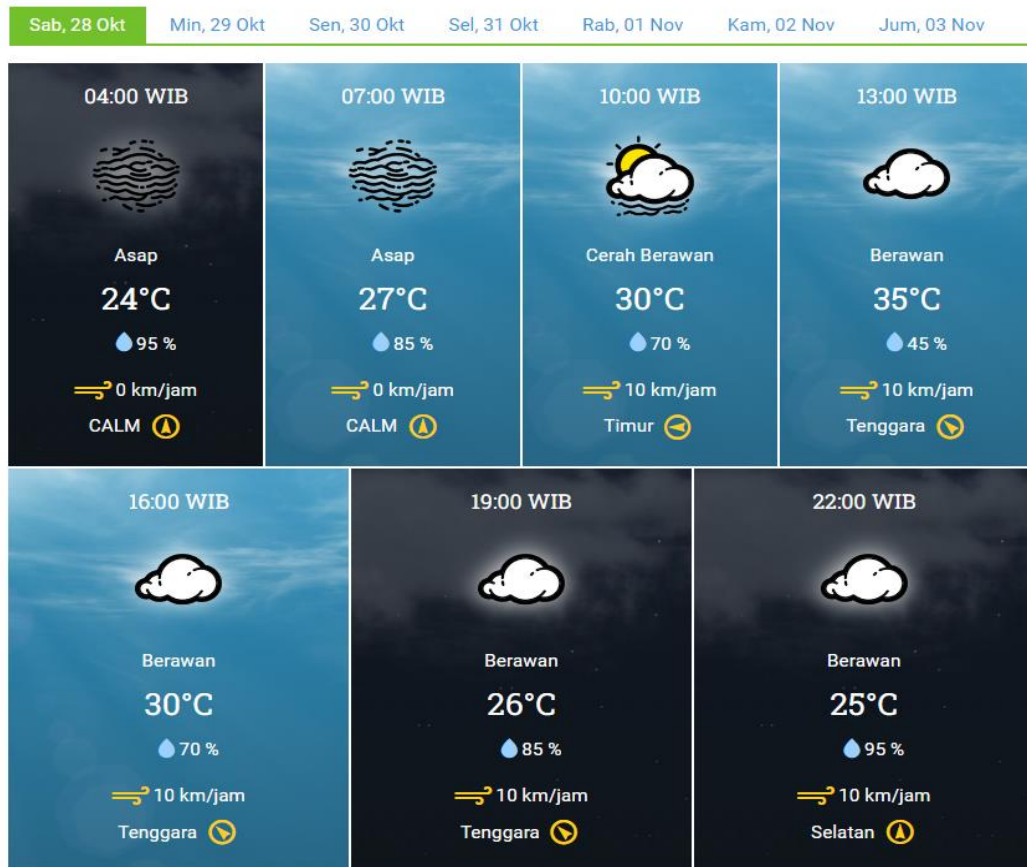 Sab, 28 Okt Min, 29 Okt Sen, 30 Okt Sel, 31 Okt Rab, 01 Nov Kam, 02 Nov Jum, 03 Nov
04:00 WIB
Asap
24°C
95 %
0 km/jam
CALM
07:00 WIB
Asap
27°C
85 %
0 km/jam
CALM
10:00 WIB
Cerah Berawan
30°C
70 %
10 km/jam
Timur
13:00 WIB
Berawan
35°C
45 %
10 km/jam
Tenggara
16:00 WIB
Berawan
30°C
70 %
10 km/jam
Tenggara
19:00 WIB
Berawan
26°C
85 %
10 km/jam
Tenggara
22:00 WIB
Berawan
25°C
95 %
10 km/jam
Selatan